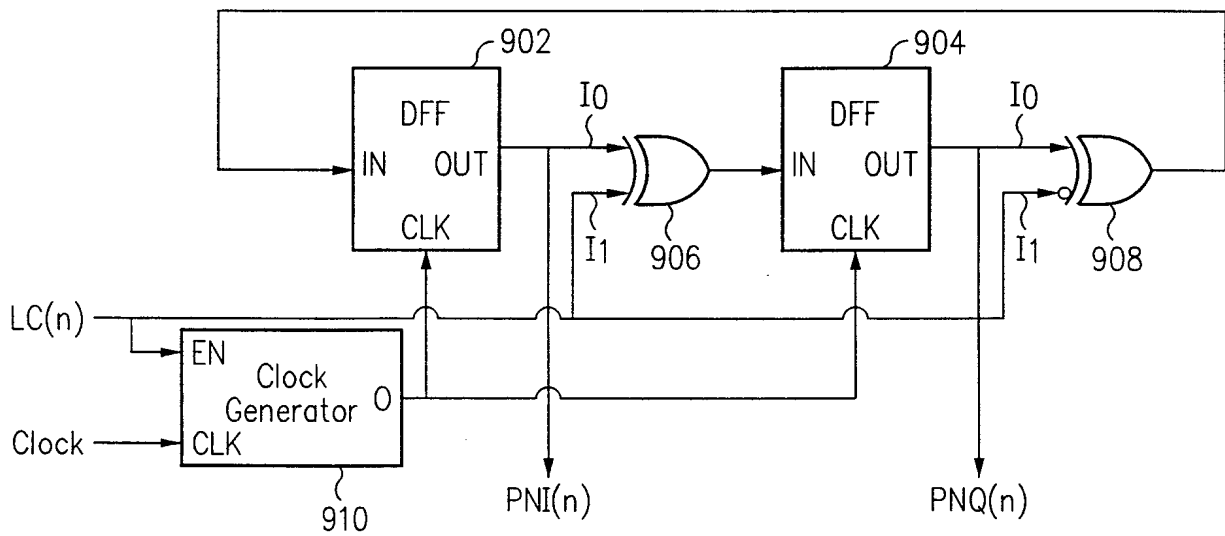 902
904
DFF
IN
OUT
CLK
I0
I1
906
DFF
IN
OUT
CLK
I0
I1
908
LC(n)
EN
Clock
Generator
O
CLK
Clock
910
PNI(n)
PNQ(n)